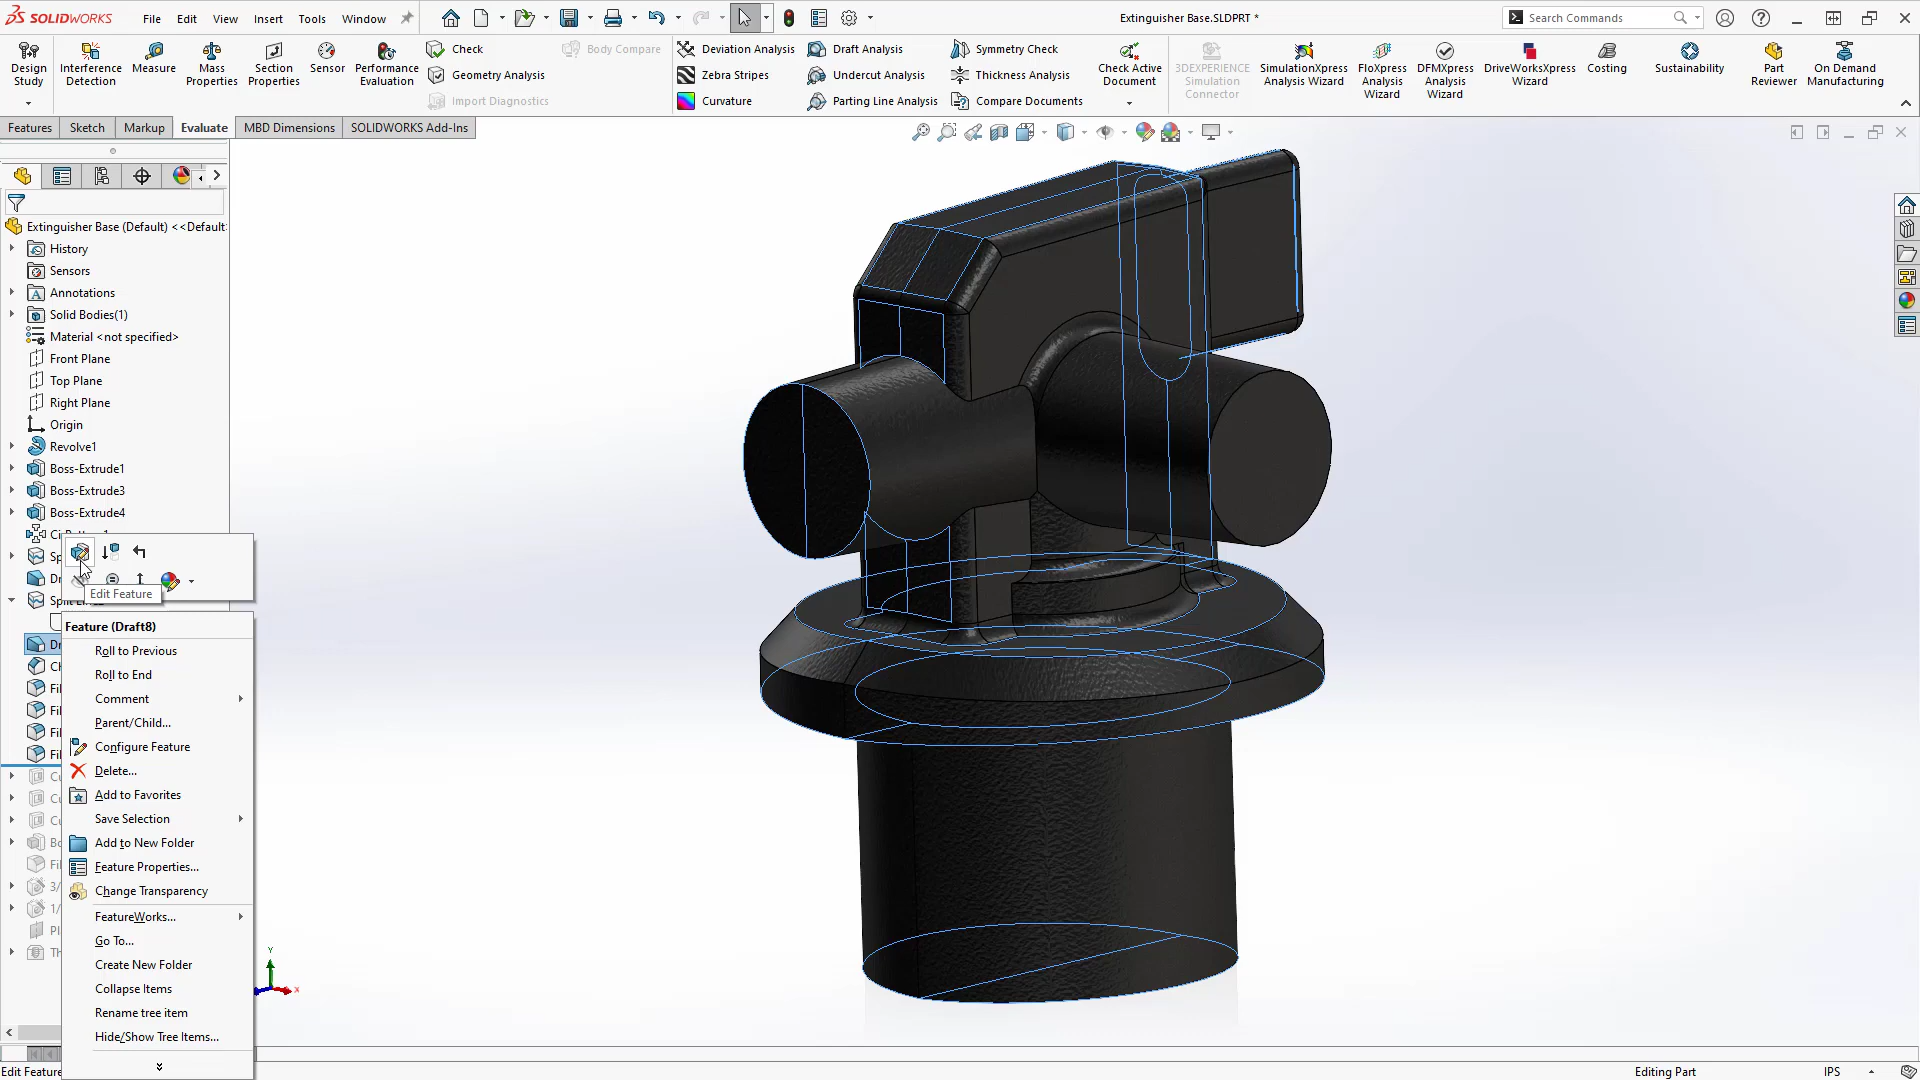 SOLIDWORKS
File Edit View Insert Tools Window
Extinguisher Base.SLDPRT *
Search Commands
Design Study
Interference Detection
Measure
Mass Properties
Section Properties
Sensor
Performance Evaluation
Check
Geometry Analysis
Import Diagnostics
Body Compare
Deviation Analysis
Zebra Stripes
Curvature
Draft Analysis
Undercut Analysis
Parting Line Analysis
Symmetry Check
Thickness Analysis
Compare Documents
Check Active Document
3DEXPERIENCE Simulation Connector
SimulationXpress Analysis Wizard
FloXpress Analysis Wizard
DFMXpress Analysis Wizard
DriveWorksXpress Wizard
Costing
Sustainability
Part Reviewer
On Demand Manufacturing
Features Sketch Markup Evaluate MBD Dimensions SOLIDWORKS Add-Ins
Extinguisher Base (Default) <<Default
History
Sensors
Annotations
Solid Bodies(1)
Material <not specified>
Front Plane
Top Plane
Right Plane
Origin
Revolve1
Boss-Extrude1
Boss-Extrude3
Boss-Extrude4
Edit Feature
Feature (Draft8)
Roll to Previous
Roll to End
Comment
Parent/Child...
Configure Feature
Delete...
Add to Favorites
Save Selection
Add to New Folder
Feature Properties...
Change Transparency
FeatureWorks...
Go To...
Create New Folder
Collapse Items
Rename tree item
Hide/Show Tree Items...
Y
X
Edit Feature
Editing Part
IPS